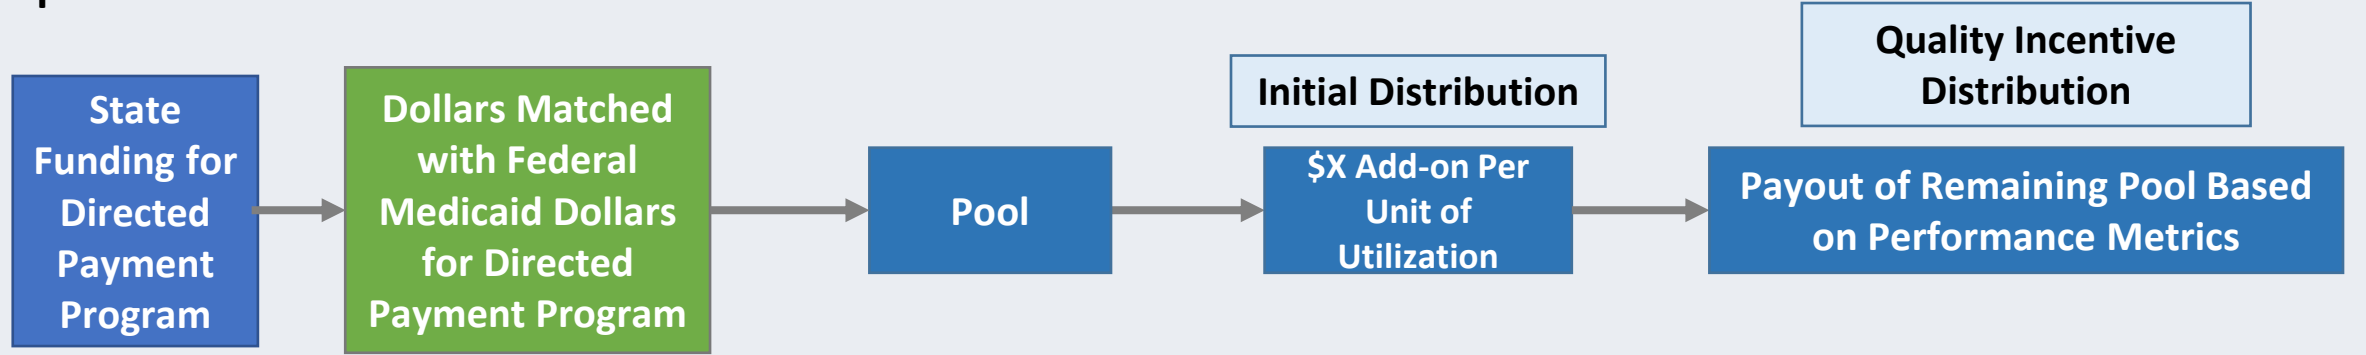 State
Funding for
Directed
Payment
Program
Dollars Matched
with Federal
Medicaid Dollars
for Directed
Payment Program
Pool
Initial Distribution
$X Add-on Per
Unit of
Utilization
Quality Incentive
Distribution
Payout of Remaining Pool Based
on Performance Metrics